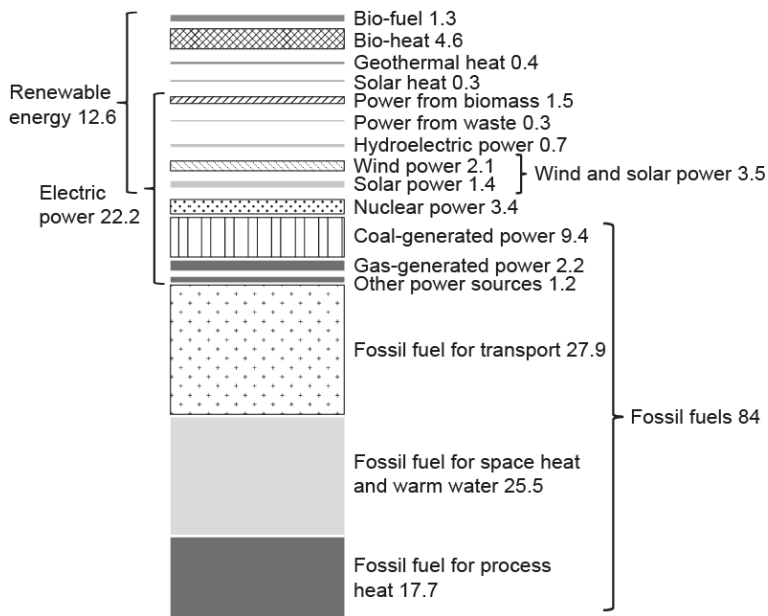 Bio-fuel 1.3
Bio-heat 4.6
Geothermal heat 0.4
Solar heat 0.3
Renewable
energy 12.6
Power from biomass 1.5
Power from waste 0.3
Hydroelectric power 0.7
Wind power 2.1
Wind and solar power 3.5
Solar power 1.4
Electric
power 22.2
Nuclear power 3.4
Coal-generated power 9.4
Gas-generated power 2.2
Other power sources 1.2
Fossil fuel for transport 27.9
Fossil fuels 84
Fossil fuel for space heat
and warm water 25.5
Fossil fuel for process
heat 17.7